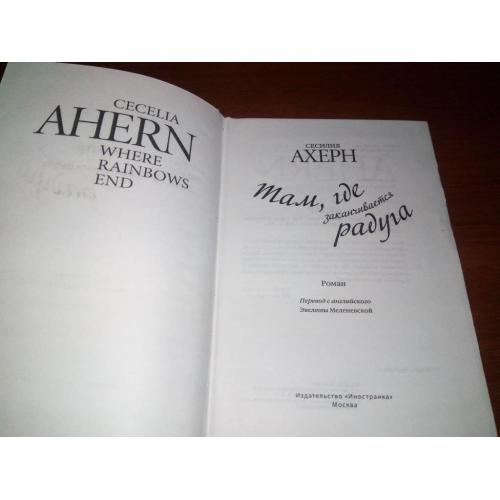 CECELIA
AHERN
WHERE
RAINBOWS
END
СЕСИЛИЯ
АХЕРН
Там, где
заканчивается
радуга
Роман
Перевод с английского
Эвелины Меленевской
Издательство «Иностранка»
Москва